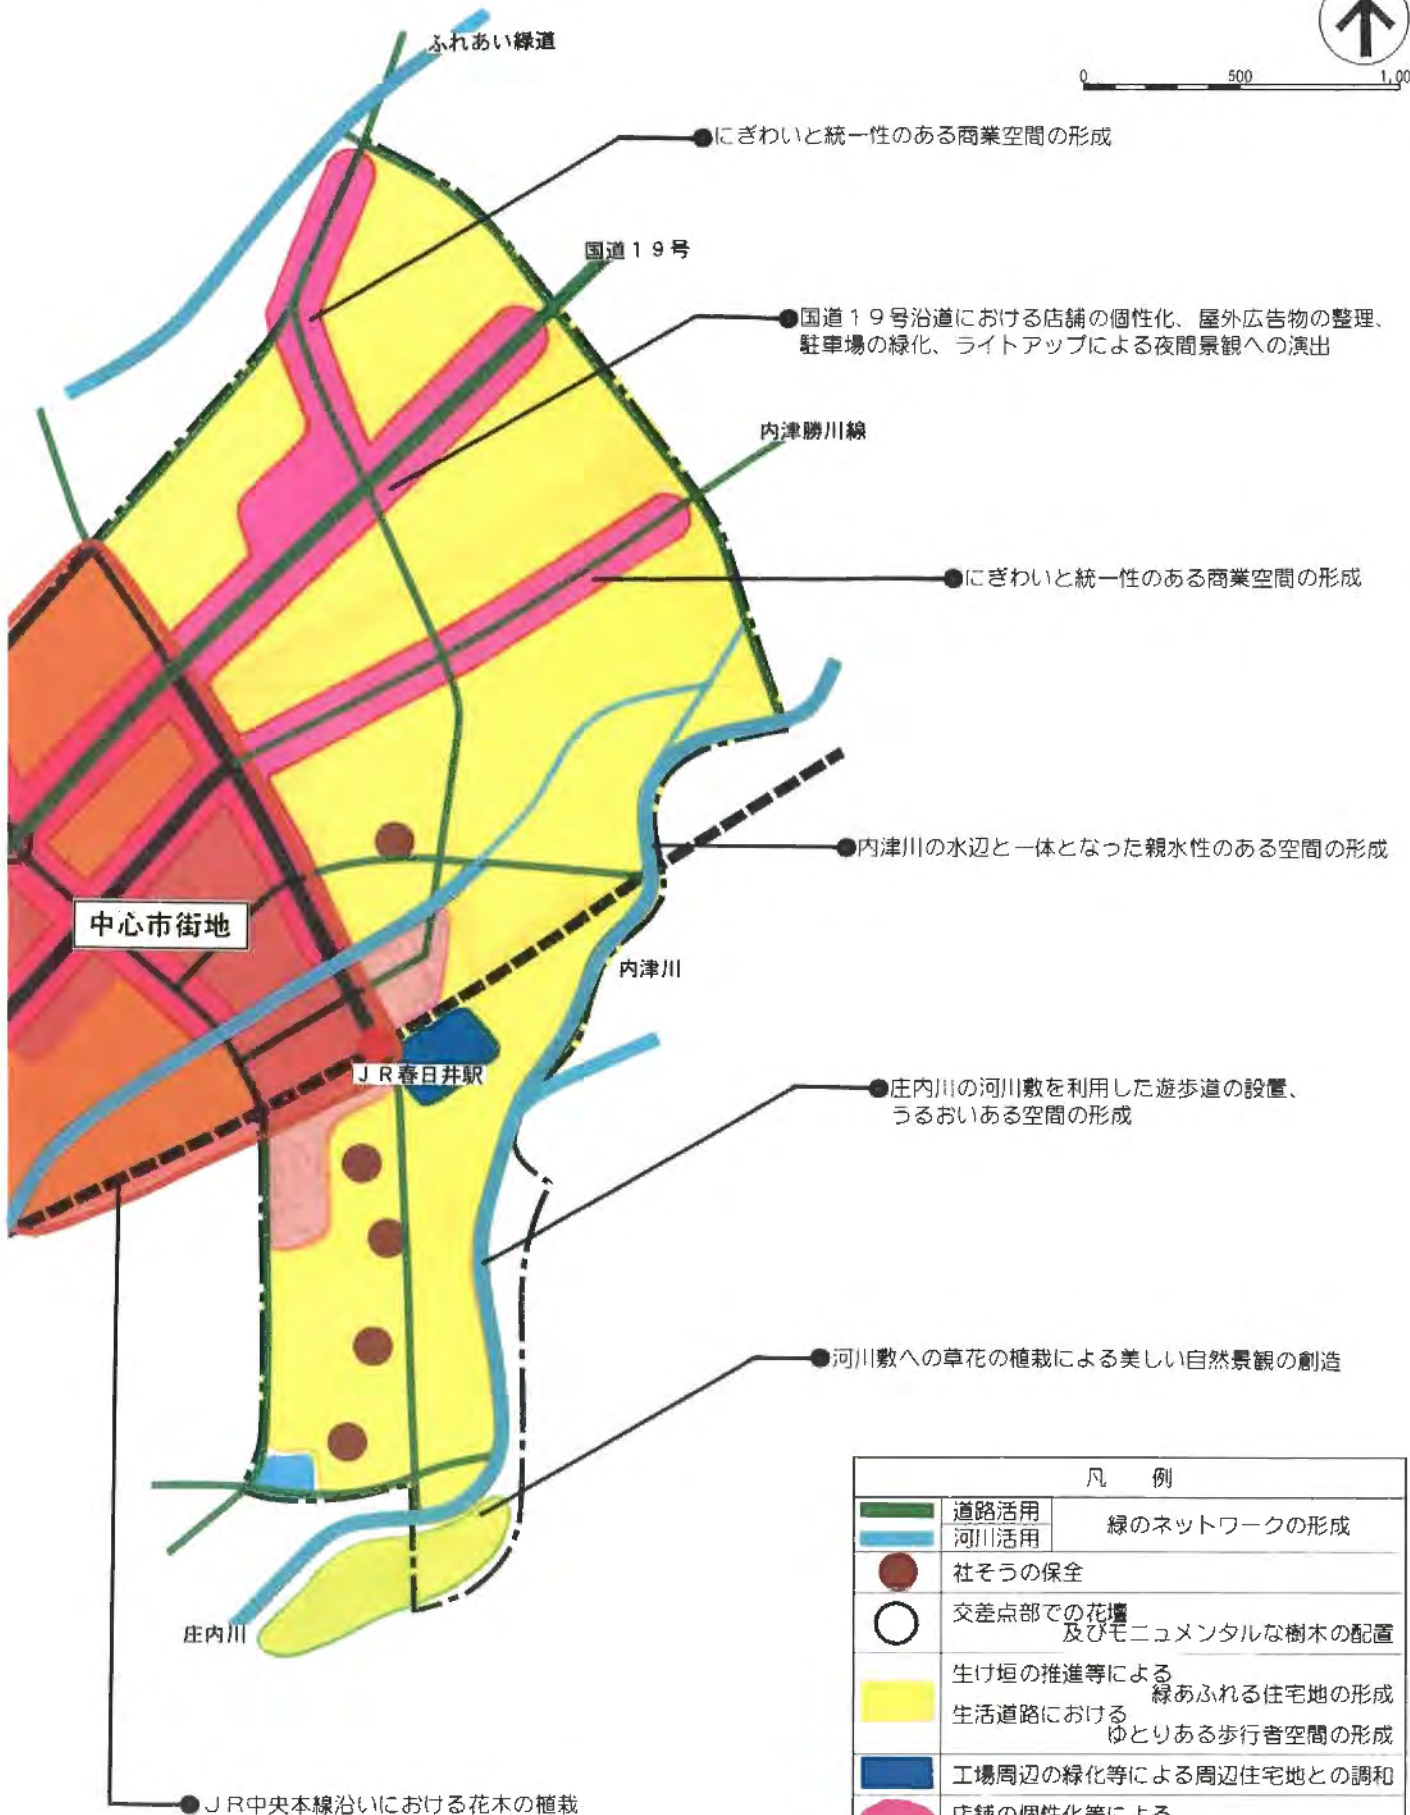 ふれあい緑道
0 500 1,00
●にぎわいと統一性のある商業空間の形成
国道19号
●国道19号沿道における店舗の個性化、屋外広告物の整理、
駐車場の緑化、ライトアップによる夜間景観への演出
内津勝川線
●にぎわいと統一性のある商業空間の形成
●内津川の水辺と一体となった親水性のある空間の形成
中心市街地
内津川
JR春日井駅
●庄内川の河川敷を利用した遊歩道の設置、
うるおいある空間の形成
●河川敷への草花の植栽による美しい自然景観の創造
庄内川
●JR中央本線沿いにおける花木の植栽
凡 例
道路活用
河川活用
緑のネットワークの形成
社そうの保全
交差点部での花壇
及びモニュメンタルな樹木の配置
生け垣の推進等による
緑あふれる住宅地の形成
生活道路における
ゆとりある歩行者空間の形成
工場周辺の緑化等による周辺住宅地との調和
店舗の個性化等による